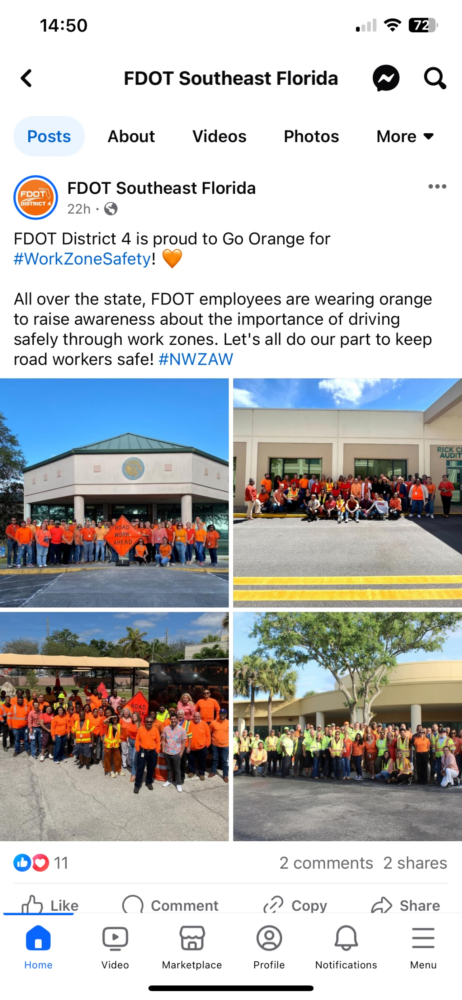 14:50
72
FDOT Southeast Florida
Posts
About
Videos
Photos
More
FDOT
DISTRICT 4
FDOT Southeast Florida
22h ·
FDOT District 4 is proud to Go Orange for
#WorkZoneSafety! 🧡
All over the state, FDOT employees are wearing orange
to raise awareness about the importance of driving
safely through work zones. Let's all do our part to keep
road workers safe! #NWZAW
ROAD
WORK
AHEAD
RICK
AUDIT
ROAD
11
2 comments 2 shares
Like
Comment
Copy
Share
Home
Video
Marketplace
Profile
Notifications
Menu